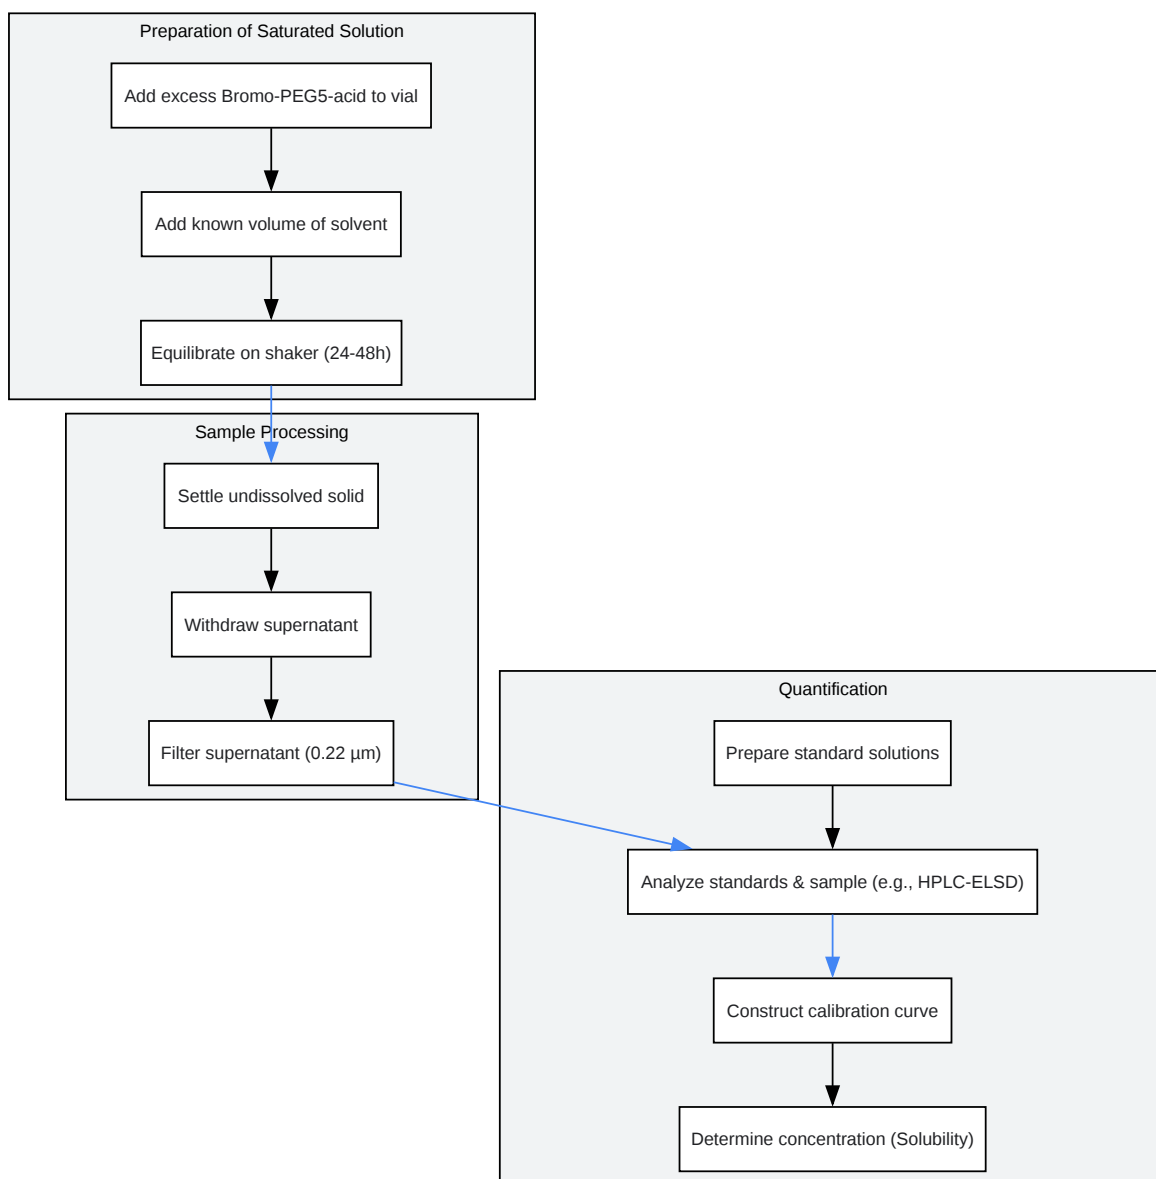 Preparation of Saturated Solution
Add excess Bromo-PEG5-acid to vial
Add known volume of solvent
Equilibrate on shaker (24-48h)
Sample Processing
Settle undissolved solid
Withdraw supernatant
Filter supernatant (0.22 µm)
Quantification
Prepare standard solutions
Analyze standards & sample (e.g., HPLC-ELSD)
Construct calibration curve
Determine concentration (Solubility)